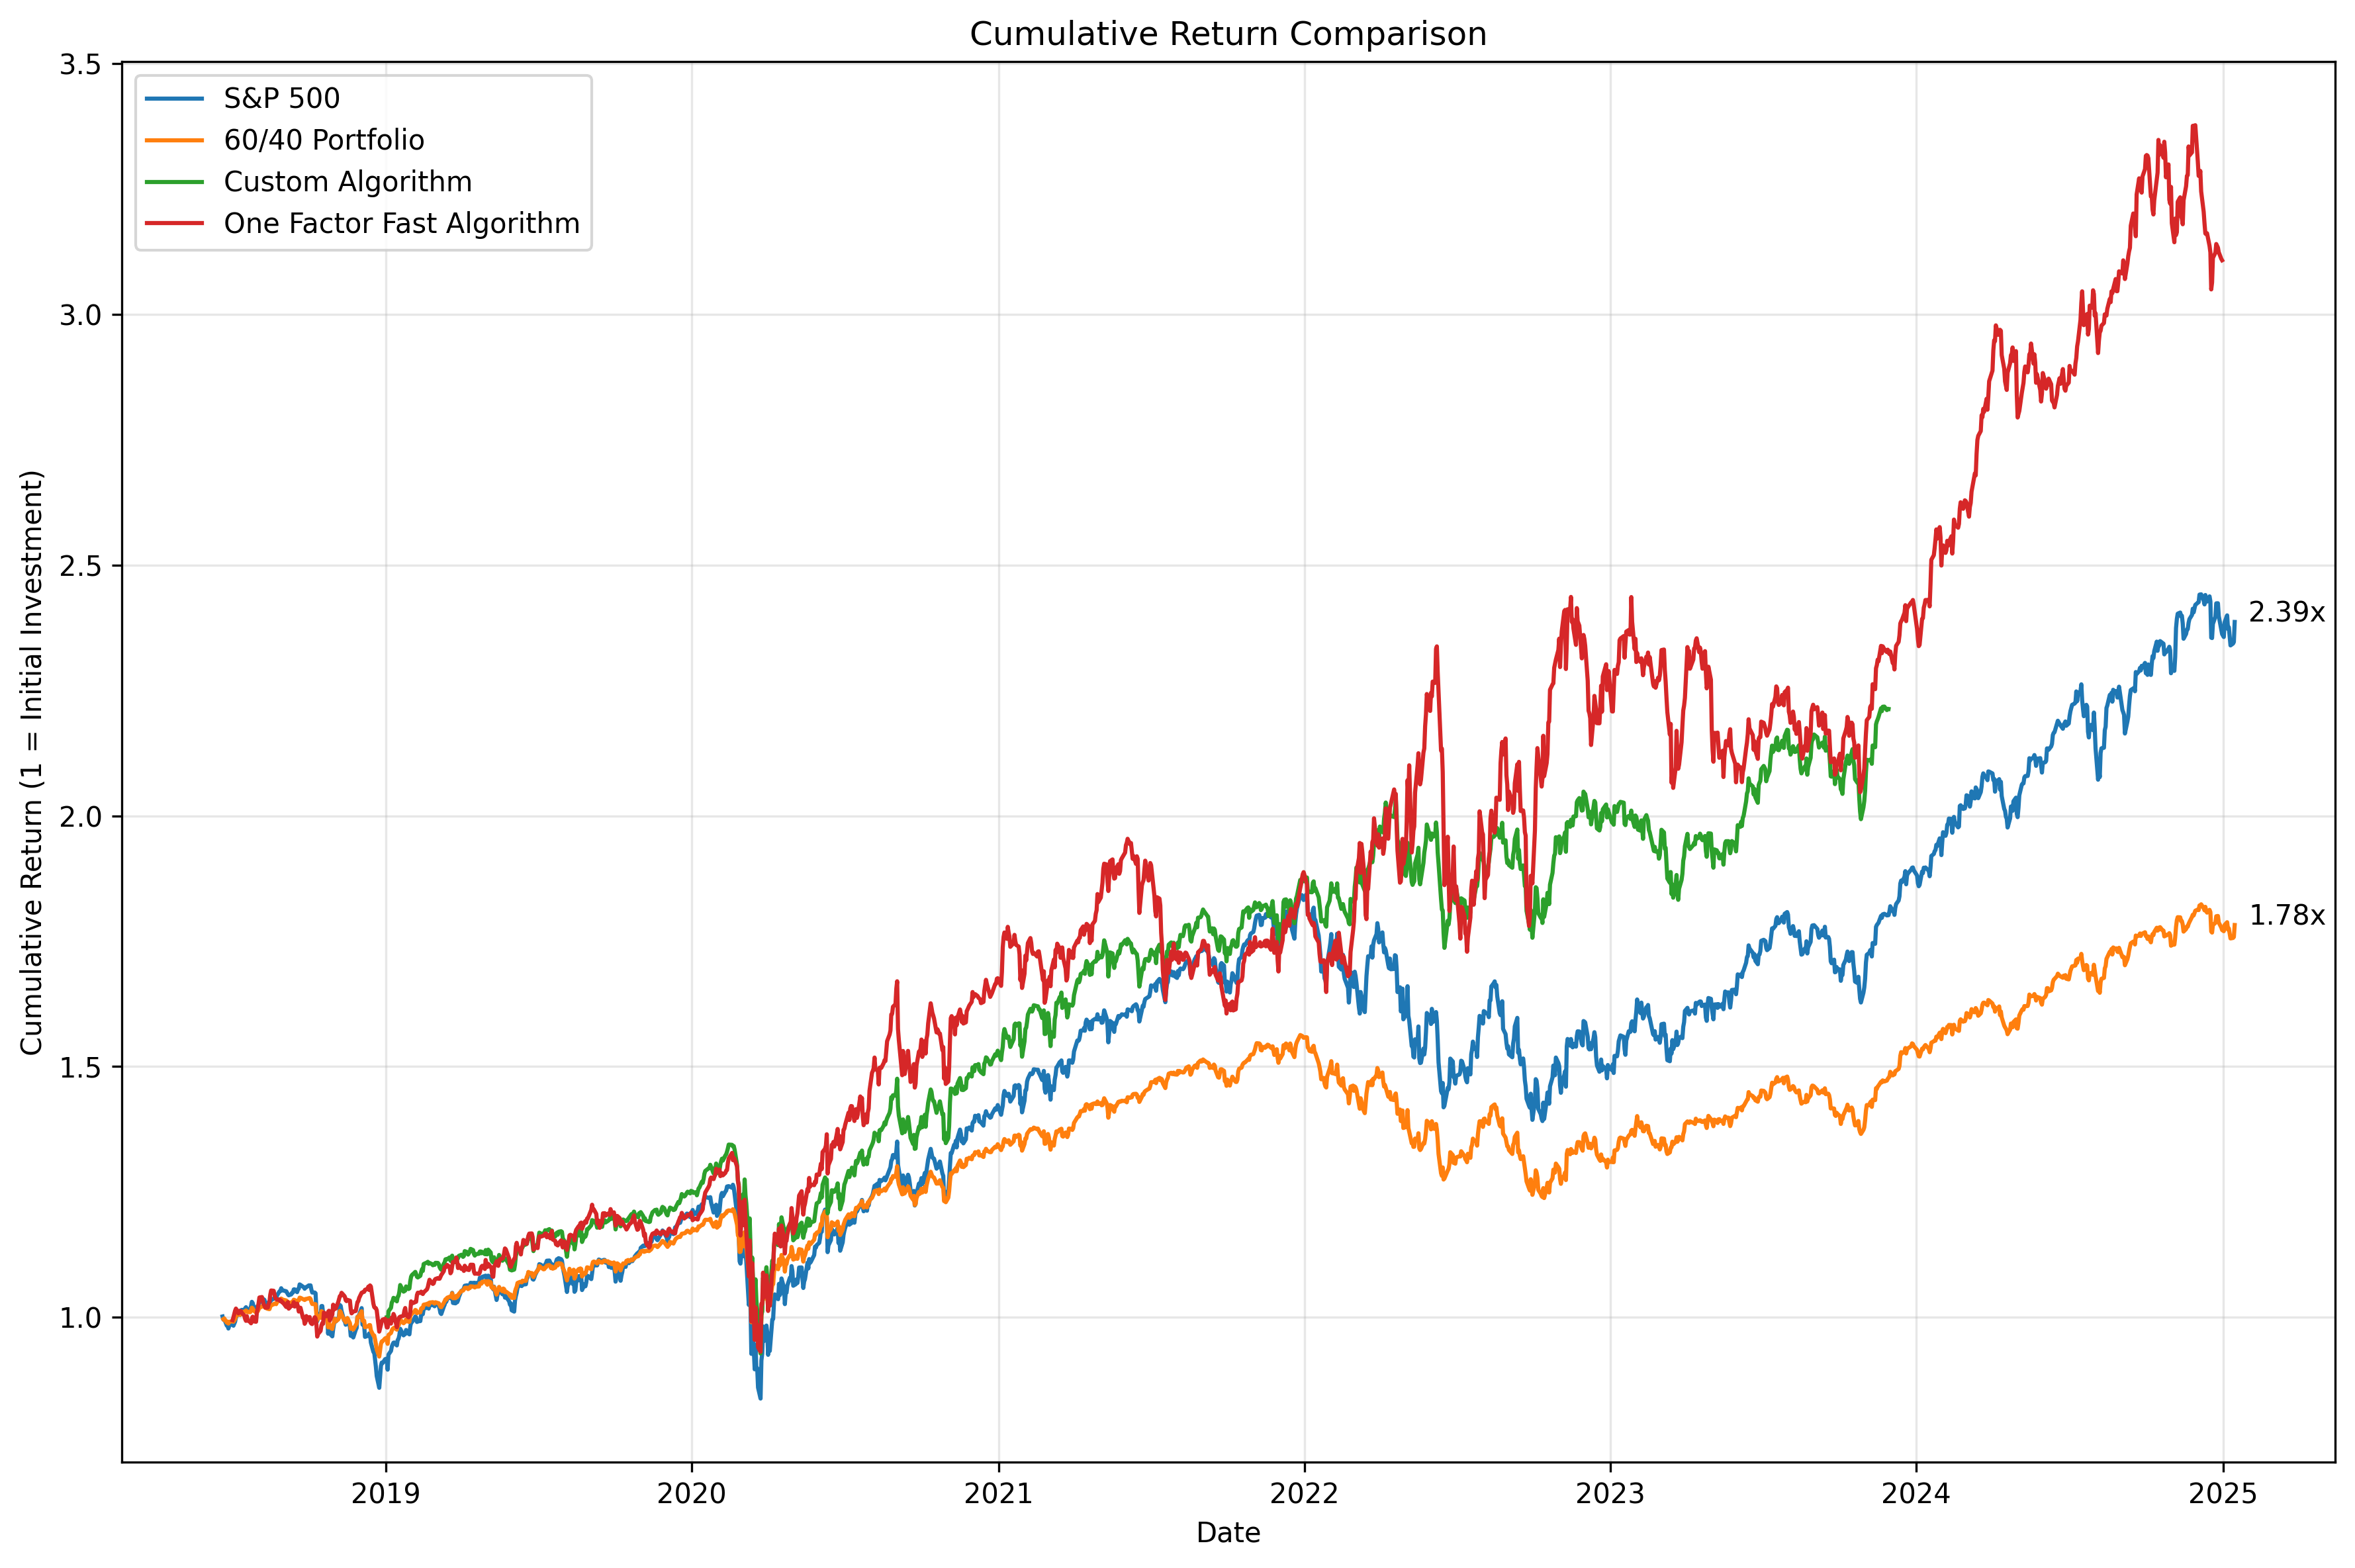 Cumulative Return Comparison
S&P 500
60/40 Portfolio
Custom Algorithm
One Factor Fast Algorithm
Cumulative Return (1 = Initial Investment)
3.5
3.0
2.5
2.0
1.5
1.0
2.39x
1.78x
2019 2020 2021 2022 2023 2024 2025
Date